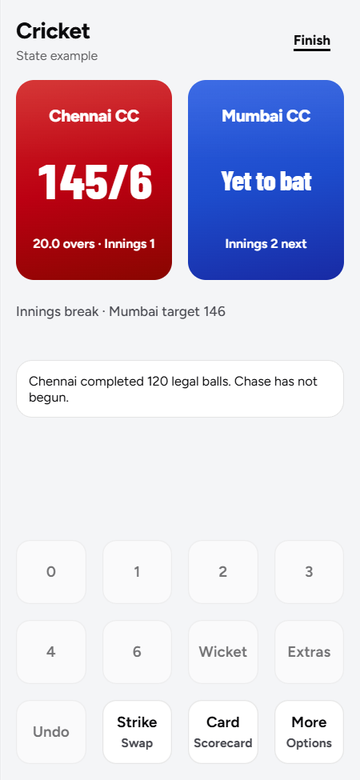 Cricket
State example
Finish
Chennai CC
145/6
20.0 overs · Innings 1
Mumbai CC
Yet to bat
Innings 2 next
Innings break · Mumbai target 146
Chennai completed 120 legal balls. Chase has not
begun.
0
1
2
3
4
6
Wicket
Extras
Undo
Strike
Swap
Card
Scorecard
More
Options